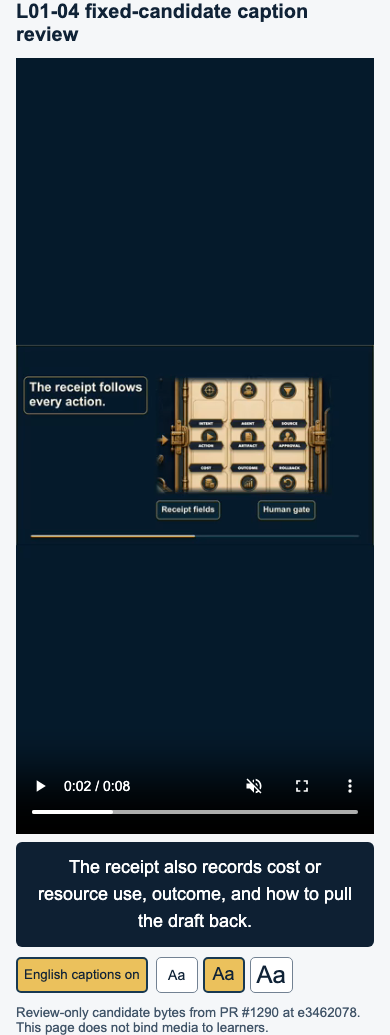 L01-04 fixed-candidate caption
review
The receipt follows
every action.
INTENT AGENT SOURCE
ACTION ARTIFACT APPROVAL
COST OUTCOME ROLLBACK
Receipt fields Human gate
0:02 / 0:08
The receipt also records cost or
resource use, outcome, and how to pull
the draft back.
English captions on Aa Aa Aa
Review-only candidate bytes from PR #1290 at e3462078.
This page does not bind media to learners.